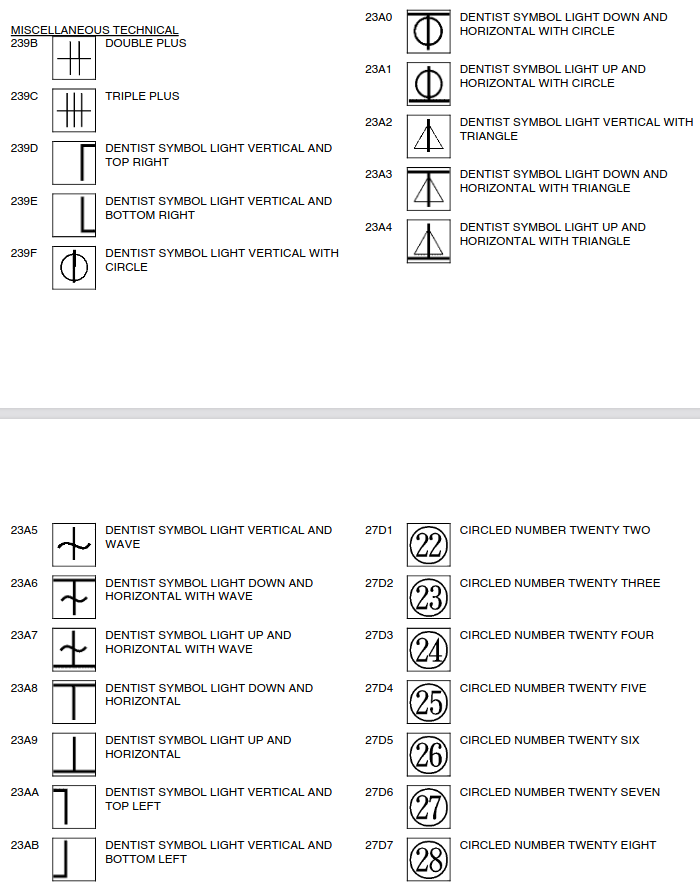 MISCELLANEOUS TECHNICAL
239B DOUBLE PLUS
239C TRIPLE PLUS
239D DENTIST SYMBOL LIGHT VERTICAL AND
TOP RIGHT
239E DENTIST SYMBOL LIGHT VERTICAL AND
BOTTOM RIGHT
239F DENTIST SYMBOL LIGHT VERTICAL WITH
CIRCLE
23A0 DENTIST SYMBOL LIGHT DOWN AND
HORIZONTAL WITH CIRCLE
23A1 DENTIST SYMBOL LIGHT UP AND
HORIZONTAL WITH CIRCLE
23A2 DENTIST SYMBOL LIGHT VERTICAL WITH
TRIANGLE
23A3 DENTIST SYMBOL LIGHT DOWN AND
HORIZONTAL WITH TRIANGLE
23A4 DENTIST SYMBOL LIGHT UP AND
HORIZONTAL WITH TRIANGLE
23A5 DENTIST SYMBOL LIGHT VERTICAL AND
WAVE
23A6 DENTIST SYMBOL LIGHT DOWN AND
HORIZONTAL WITH WAVE
23A7 DENTIST SYMBOL LIGHT UP AND
HORIZONTAL WITH WAVE
23A8 DENTIST SYMBOL LIGHT DOWN AND
HORIZONTAL
23A9 DENTIST SYMBOL LIGHT UP AND
HORIZONTAL
23AA DENTIST SYMBOL LIGHT VERTICAL AND
TOP LEFT
23AB DENTIST SYMBOL LIGHT VERTICAL AND
BOTTOM LEFT
27D1 22 CIRCLED NUMBER TWENTY TWO
27D2 23 CIRCLED NUMBER TWENTY THREE
27D3 24 CIRCLED NUMBER TWENTY FOUR
27D4 25 CIRCLED NUMBER TWENTY FIVE
27D5 26 CIRCLED NUMBER TWENTY SIX
27D6 27 CIRCLED NUMBER TWENTY SEVEN
27D7 28 CIRCLED NUMBER TWENTY EIGHT